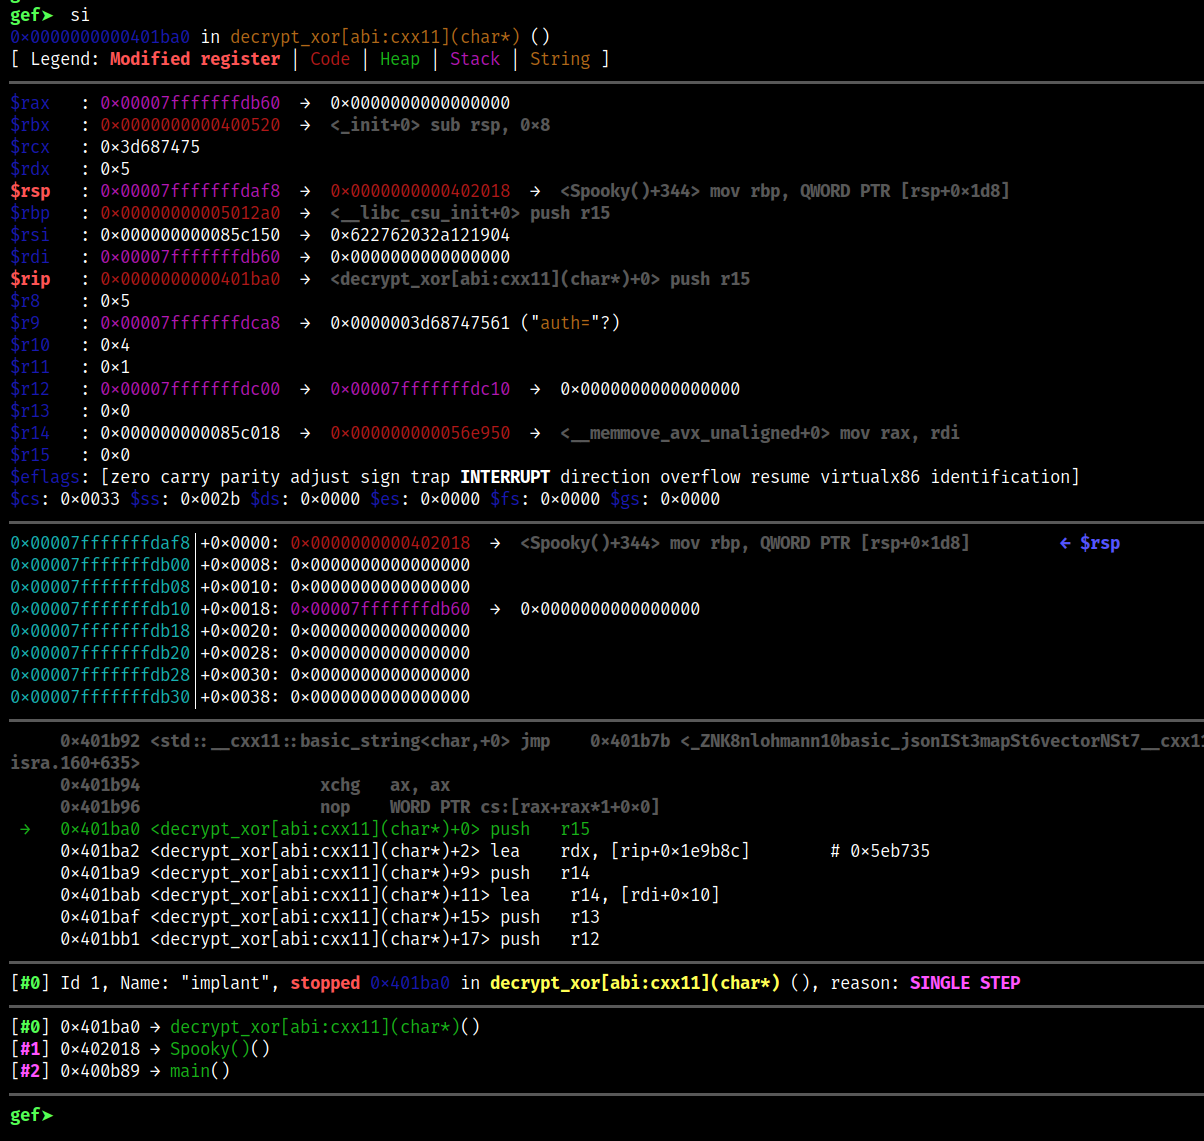 gef➤  si
0x0000000000401ba0 in decrypt_xor[abi:cxx11](char*) ()
[ Legend: Modified register | Code | Heap | Stack | String ]
$rax   : 0x00007fffffffdb60  →  0x0000000000000000
$rbx   : 0x0000000000400520  →  <_init+0> sub rsp, 0x8
$rcx   : 0x3d687475
$rdx   : 0x5
$rsp   : 0x00007fffffffdaf8  →  0x0000000000402018  →  <Spooky()+344> mov rbp, QWORD PTR [rsp+0x1d8]
$rbp   : 0x00000000005012a0  →  <__libc_csu_init+0> push r15
$rsi   : 0x000000000085c150  →  0x622762032a121904
$rdi   : 0x00007fffffffdb60  →  0x0000000000000000
$rip   : 0x0000000000401ba0  →  <decrypt_xor[abi:cxx11](char*)+0> push r15
$r8    : 0x5
$r9    : 0x00007fffffffdca8  →  0x0000003d68747561 ("auth="?)
$r10   : 0x4
$r11   : 0x1
$r12   : 0x00007fffffffdc00  →  0x00007fffffffdc10  →  0x0000000000000000
$r13   : 0x0
$r14   : 0x000000000085c018  →  0x000000000056e950  →  <__memmove_avx_unaligned+0> mov rax, rdi
$r15   : 0x0
$eflags: [zero carry parity adjust sign trap INTERRUPT direction overflow resume virtualx86 identification]
$cs: 0x0033 $ss: 0x002b $ds: 0x0000 $es: 0x0000 $fs: 0x0000 $gs: 0x0000
0x00007fffffffdaf8│+0x0000: 0x0000000000402018  →  <Spooky()+344> mov rbp, QWORD PTR [rsp+0x1d8]         ← $rsp
0x00007fffffffdb00│+0x0008: 0x0000000000000000
0x00007fffffffdb08│+0x0010: 0x0000000000000000
0x00007fffffffdb10│+0x0018: 0x00007fffffffdb60  →  0x0000000000000000
0x00007fffffffdb18│+0x0020: 0x0000000000000000
0x00007fffffffdb20│+0x0028: 0x0000000000000000
0x00007fffffffdb28│+0x0030: 0x0000000000000000
0x00007fffffffdb30│+0x0038: 0x0000000000000000
     0x401b92 <std::__cxx11::basic_string<char,+0> jmp    0x401b7b <_ZNK8nlohmann10basic_jsonISt3mapSt6vectorNSt7__cxx11
isra.160+635>
     0x401b94                  xchg   ax, ax
     0x401b96                  nop    WORD PTR cs:[rax+rax*1+0x0]
 →   0x401ba0 <decrypt_xor[abi:cxx11](char*)+0> push   r15
     0x401ba2 <decrypt_xor[abi:cxx11](char*)+2> lea    rdx, [rip+0x1e9b8c]          # 0x5eb735
     0x401ba9 <decrypt_xor[abi:cxx11](char*)+9> push   r14
     0x401bab <decrypt_xor[abi:cxx11](char*)+11> lea    r14, [rdi+0x10]
     0x401baf <decrypt_xor[abi:cxx11](char*)+15> push   r13
     0x401bb1 <decrypt_xor[abi:cxx11](char*)+17> push   r12
[#0] Id 1, Name: "implant", stopped 0x401ba0 in decrypt_xor[abi:cxx11](char*) (), reason: SINGLE STEP
[#0] 0x401ba0 → decrypt_xor[abi:cxx11](char*)()
[#1] 0x402018 → Spooky()()
[#2] 0x400b89 → main()
gef➤